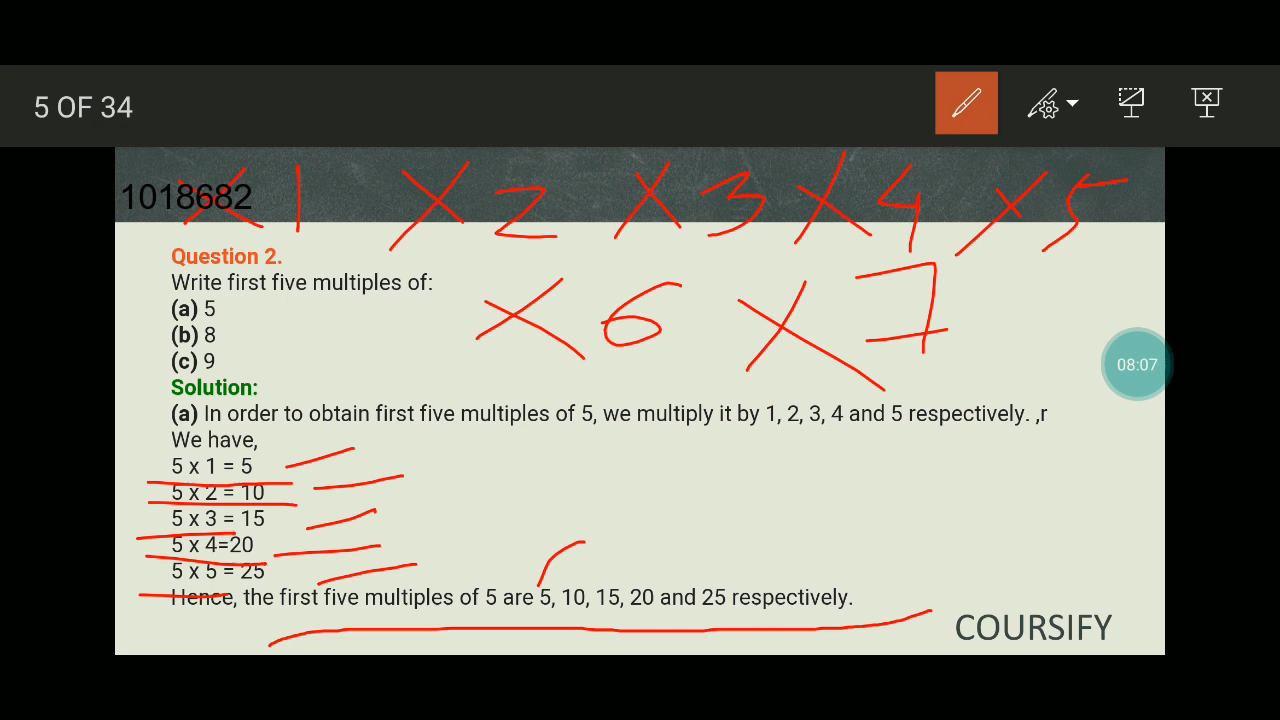 5 OF 34
1018682
x 1 x 2 x 3 x 4 x 5
Question 2.
Write first five multiples of:
(a) 5
x 6 x 7
(b) 8
(c) 9
08:07
Solution:
(a) In order to obtain first five multiples of 5, we multiply it by 1, 2, 3, 4 and 5 respectively. ,r
We have,
5 x 1 = 5
5 x 2 = 10
5 x 3 = 15
5 x 4=20
5 x 5 = 25
Hence, the first five multiples of 5 are 5, 10, 15, 20 and 25 respectively.
COURSIFY